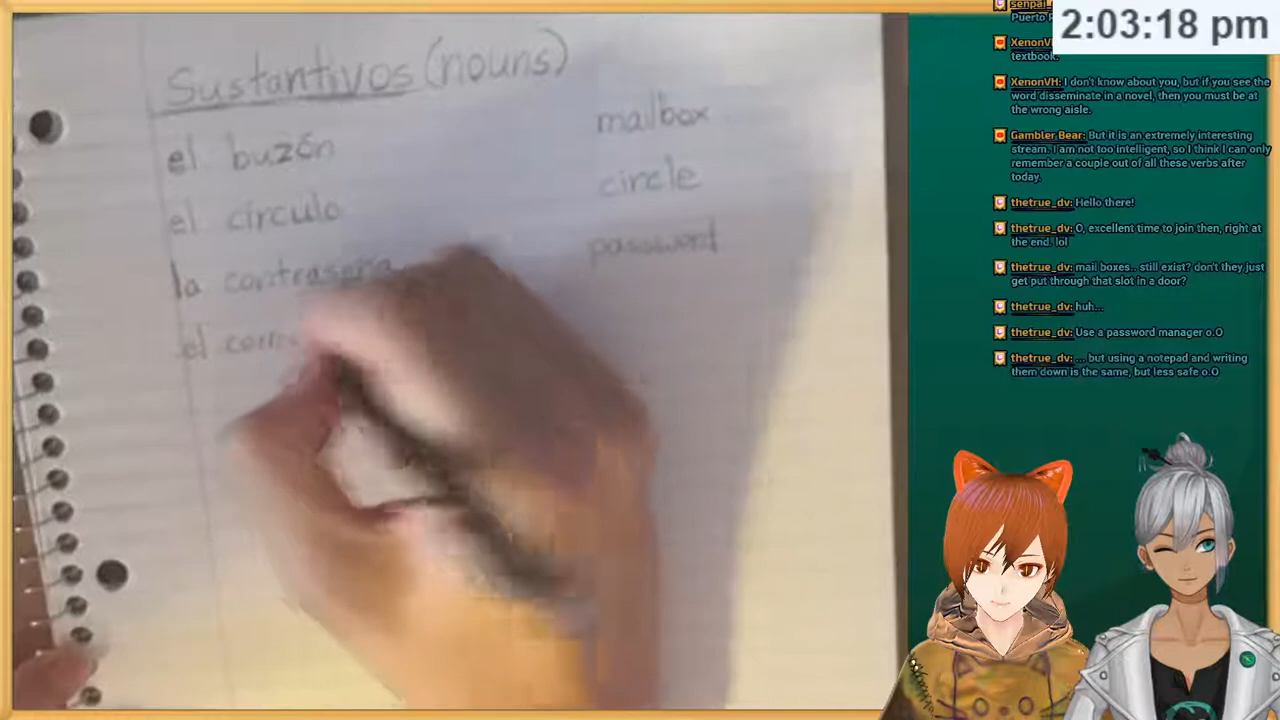 Sustantivos (nouns)
el buzón mailbox
el círculo circle
la contraseña password
el
2:03:18 pm
senpai_
Puerto
textbook.
XenonVH: I don't know about you, but if you see the
word disseminate in a novel, then you must be at
the wrong aisle.
Gambler Bear: But it is an extremely interesting
stream. I am not too intelligent, so I think I can only
remember a couple out of all these verbs after
today.
thetrue_dv: Hello there!
thetrue_dv: O, excellent time to join then, right at
the end. lol
thetrue_dv: mail boxes.. still exist? don't they just
get put through that slot in a door?
thetrue_dv: huh...
thetrue_dv: Use a password manager o.O
thetrue_dv: ... but using a notepad and writing
them down is the same, but less safe o.O